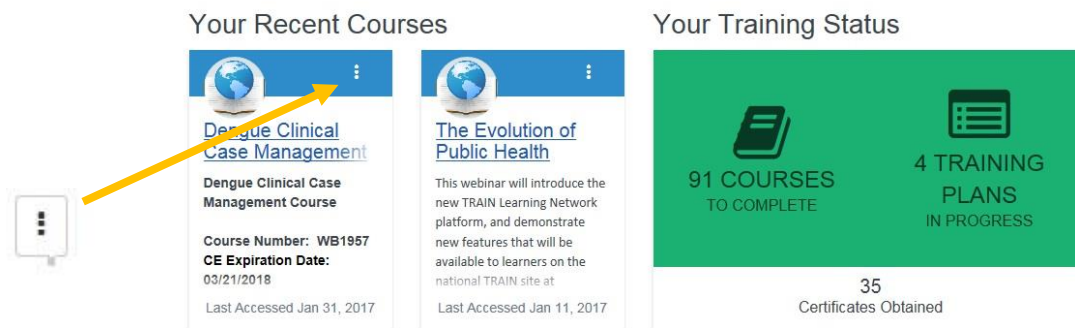 Your Recent Courses
Dengue Clinical
Case Management
Dengue Clinical Case
Management Course
Course Number: WB1957
CE Expiration Date:
03/21/2018
Last Accessed Jan 31, 2017
The Evolution of
Public Health
This webinar will introduce the
new TRAIN Learning Network
platform, and demonstrate
new features that will be
available to learners on the
national TRAIN site at
Last Accessed Jan 11, 2017
Your Training Status
91 COURSES
TO COMPLETE
4 TRAINING
PLANS
IN PROGRESS
35
Certificates Obtained